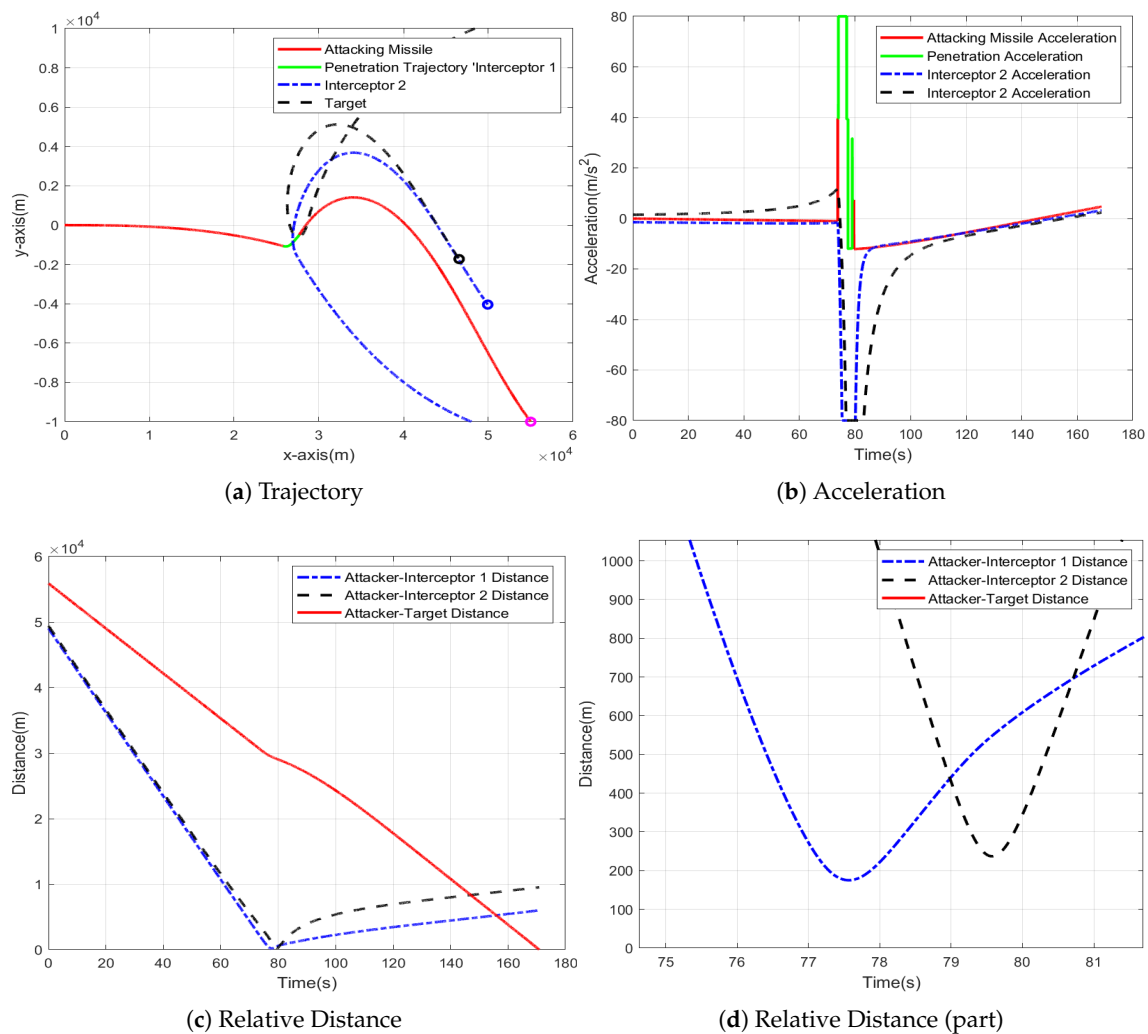 ×10⁴
1
0.8
0.6
0.4
0.2
0
-0.2
-0.4
-0.6
-0.8
-1
y-axis(m)
Attacking Missile
Penetration Trajectory 'Interceptor 1
Interceptor 2
Target
0 1 2 3 4 5 6
x-axis(m)
×10⁴
(a) Trajectory
80
60
40
20
0
-20
-40
-60
-80
Acceleration(m/s²)
Attacking Missile Acceleration
Penetration Acceleration
Interceptor 2 Acceleration
Interceptor 2 Acceleration
0 20 40 60 80 100 120 140 160 180
Time(s)
(b) Acceleration
×10⁴
6
5
4
3
2
1
0
Distance(m)
Attacker-Interceptor 1 Distance
Attacker-Interceptor 2 Distance
Attacker-Target Distance
0 20 40 60 80 100 120 140 160 180
Time(s)
(c) Relative Distance
1000
900
800
700
600
500
400
300
200
100
0
Distance(m)
Attacker-Interceptor 1 Distance
Attacker-Interceptor 2 Distance
Attacker-Target Distance
75 76 77 78 79 80 81
Time(s)
(d) Relative Distance (part)